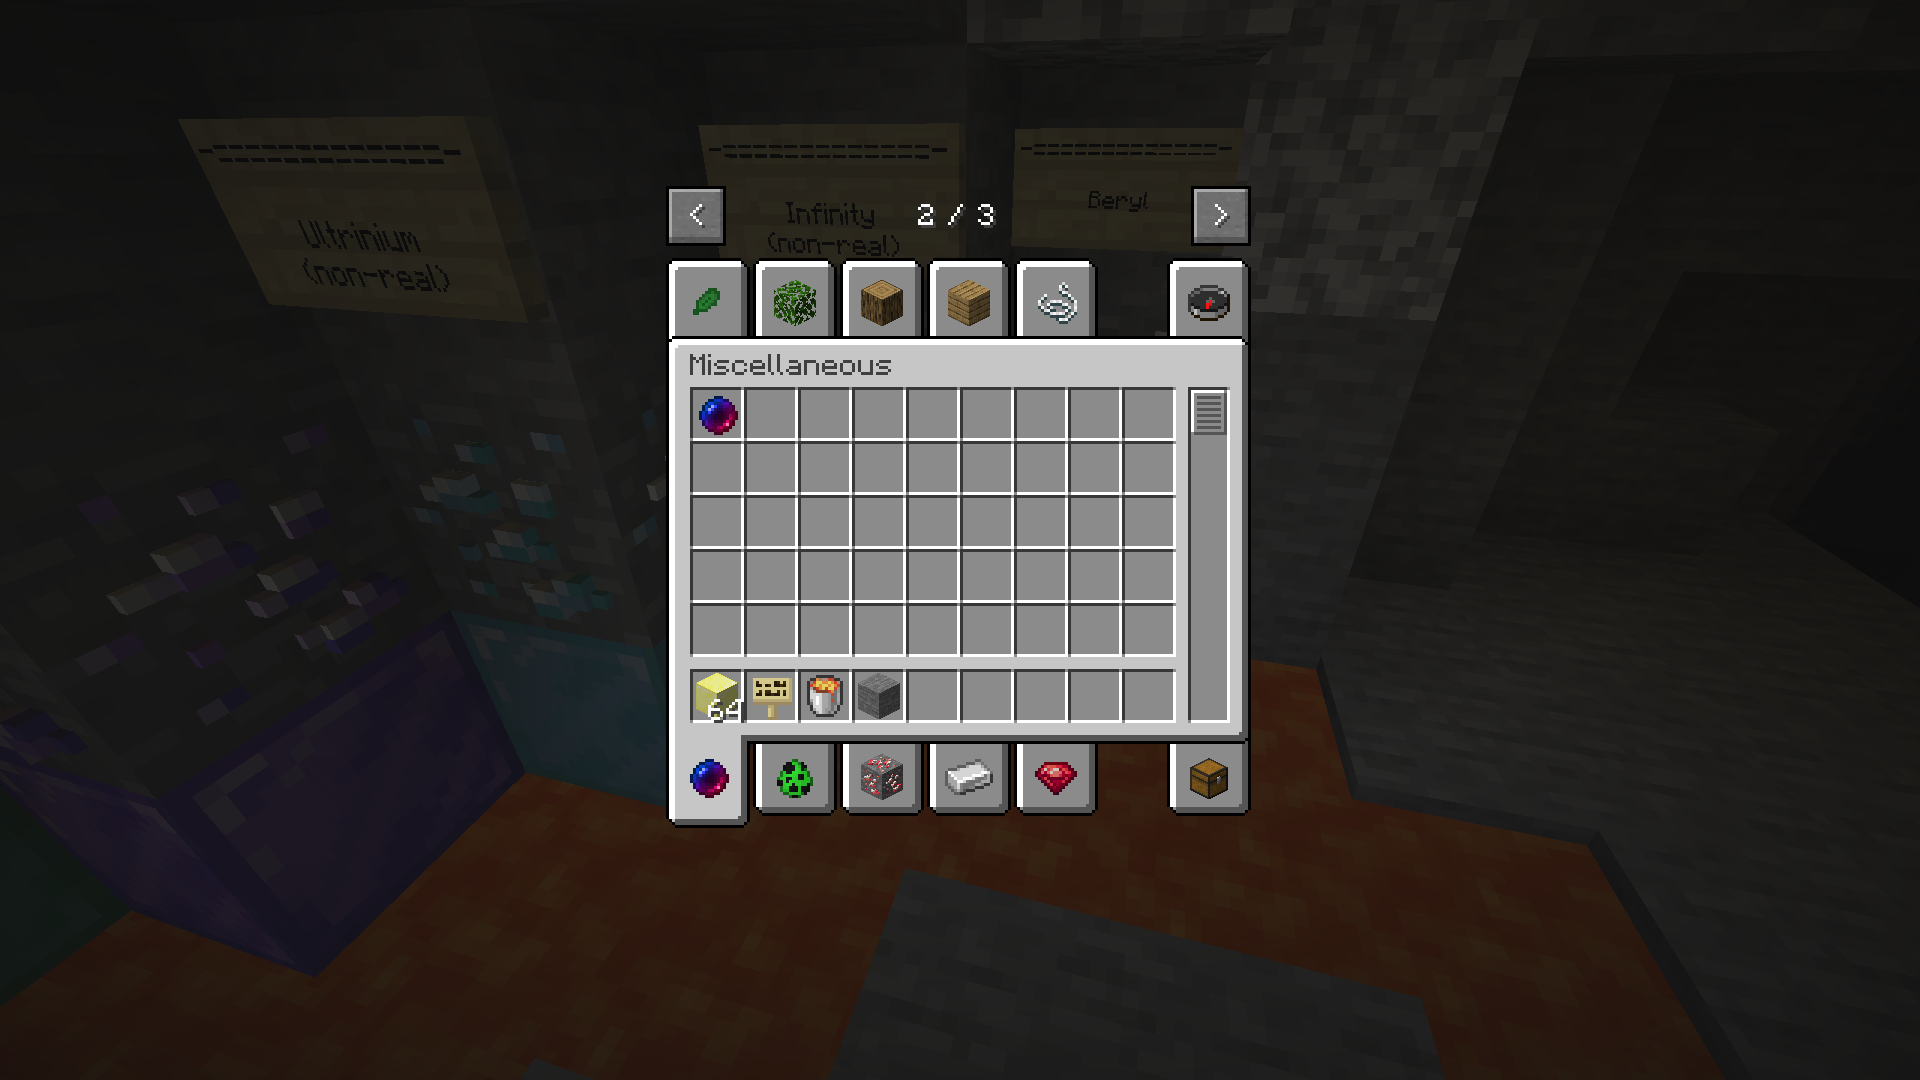 Ultrinium
(non-real)
Infinity
(non-real)
Beryl
< 2 / 3 >
Miscellaneous
64